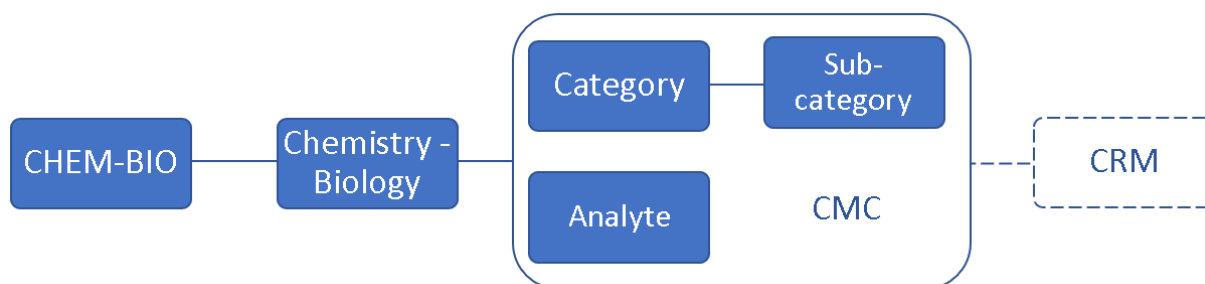 CHEM-BIO
Chemistry -
Biology
Category
Sub-
category
Analyte
CMC
CRM